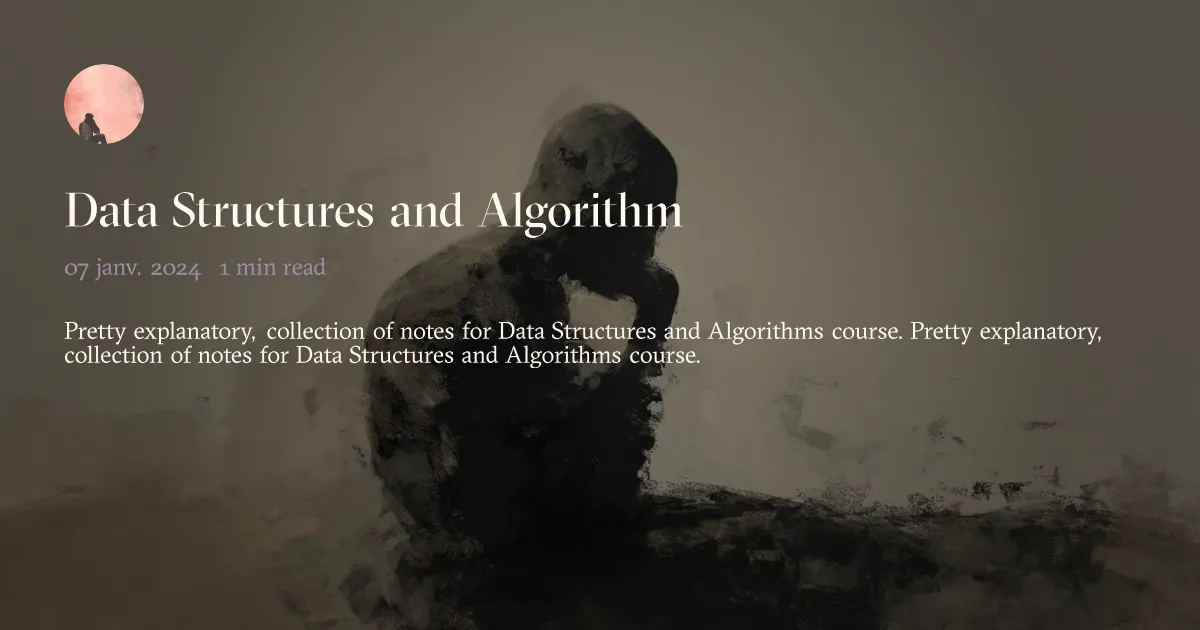 Data Structures and Algorithm
07 janv. 2024 1 min read
Pretty explanatory, collection of notes for Data Structures and Algorithms course. Pretty explanatory,
collection of notes for Data Structures and Algorithms course.